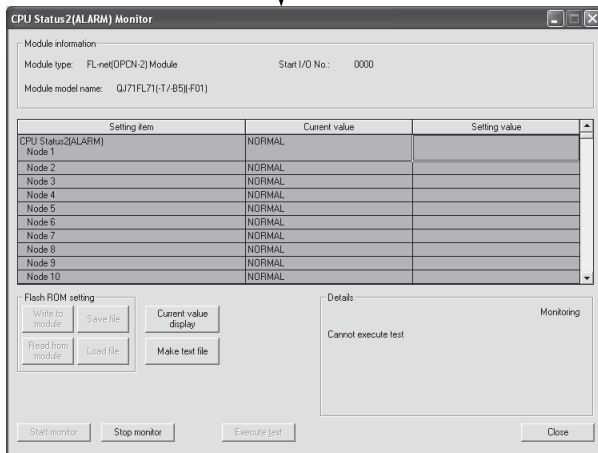 CPU Status2(ALARM) Monitor
Module information
Module type: FL-net(OPCN-2) Module Start I/O No.: 0000
Module model name: QJ71FL71(-T/-B5)(-F01)
Setting item Current value Setting value
CPU Status2(ALARM) NORMAL
Node 1
Node 2 NORMAL
Node 3 NORMAL
Node 4 NORMAL
Node 5 NORMAL
Node 6 NORMAL
Node 7 NORMAL
Node 8 NORMAL
Node 9 NORMAL
Node 10 NORMAL
Flash ROM setting
Write to module
Save file
Current value display
Read from module
Load file
Make text file
Details
Monitoring
Cannot execute test
Start monitor Stop monitor Execute test Close